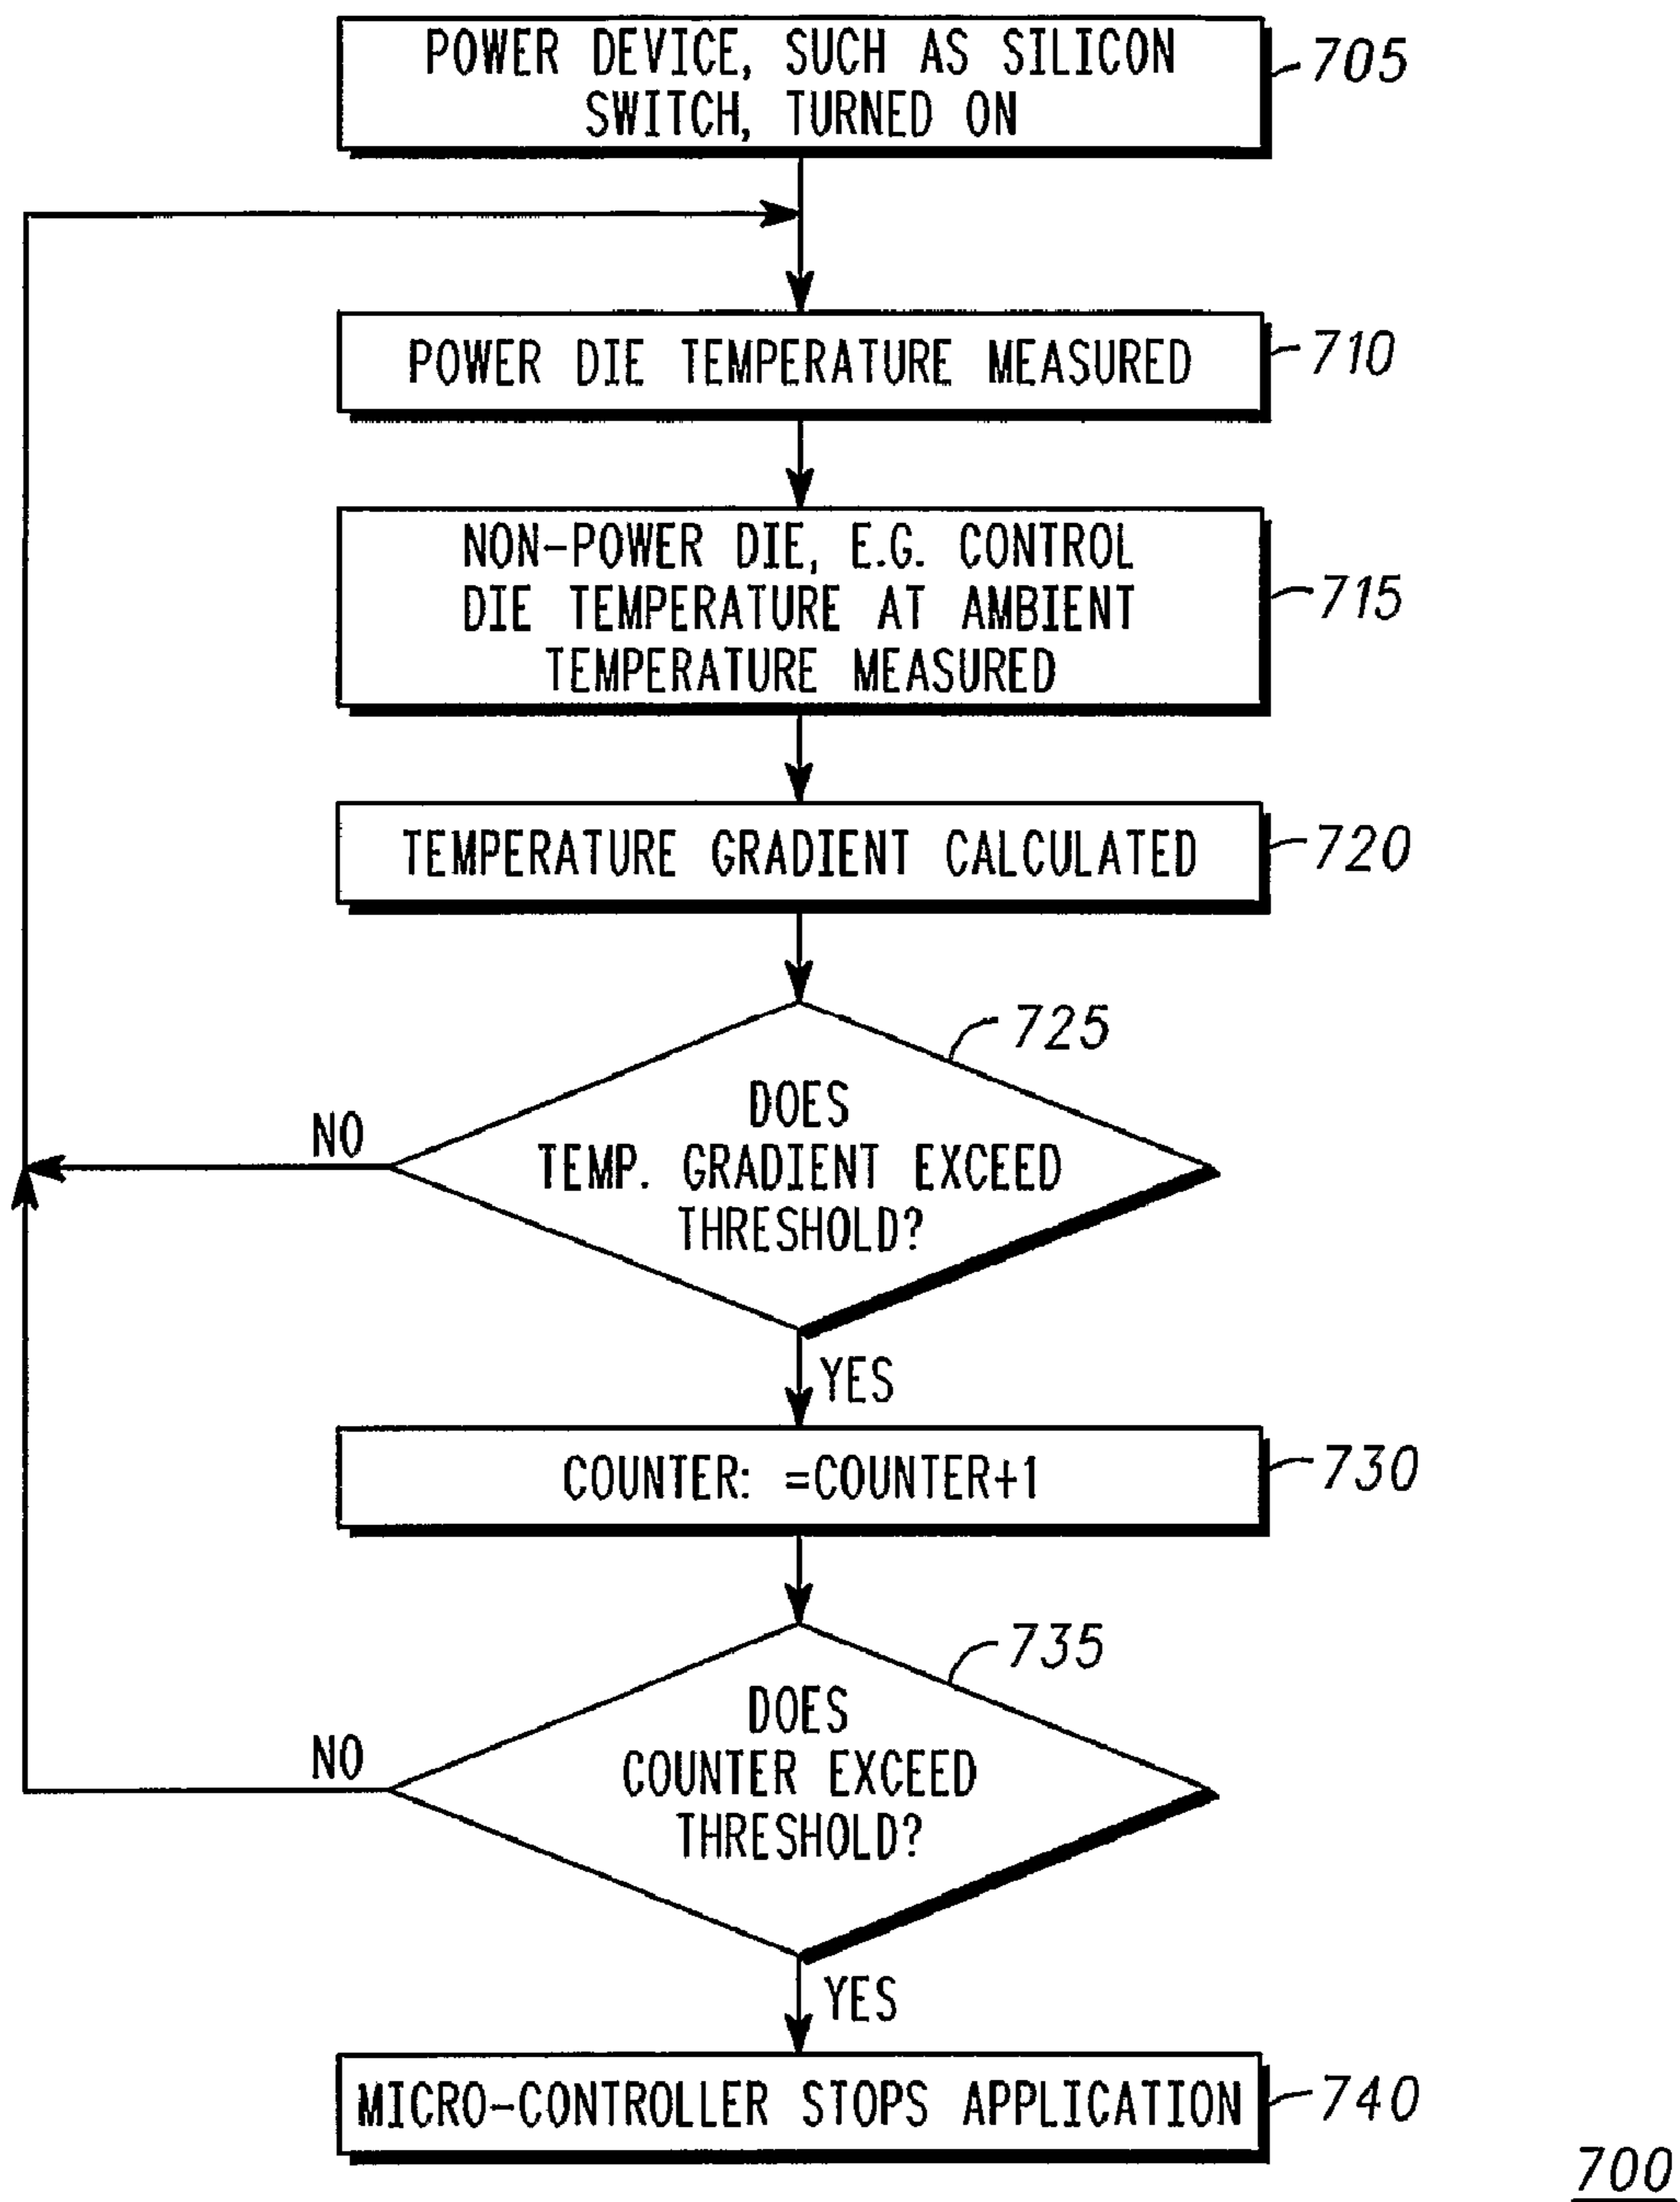 POWER DEVICE, SUCH AS SILICON
SWITCH, TURNED ON
705
POWER DIE TEMPERATURE MEASURED
710
NON-POWER DIE, E.G. CONTROL
DIE TEMPERATURE AT AMBIENT
TEMPERATURE MEASURED
715
TEMPERATURE GRADIENT CALCULATED
720
725
DOES
TEMP. GRADIENT EXCEED
THRESHOLD?
NO
YES
COUNTER: =COUNTER+1
730
735
DOES
COUNTER EXCEED
THRESHOLD?
NO
YES
MICRO-CONTROLLER STOPS APPLICATION
740
700